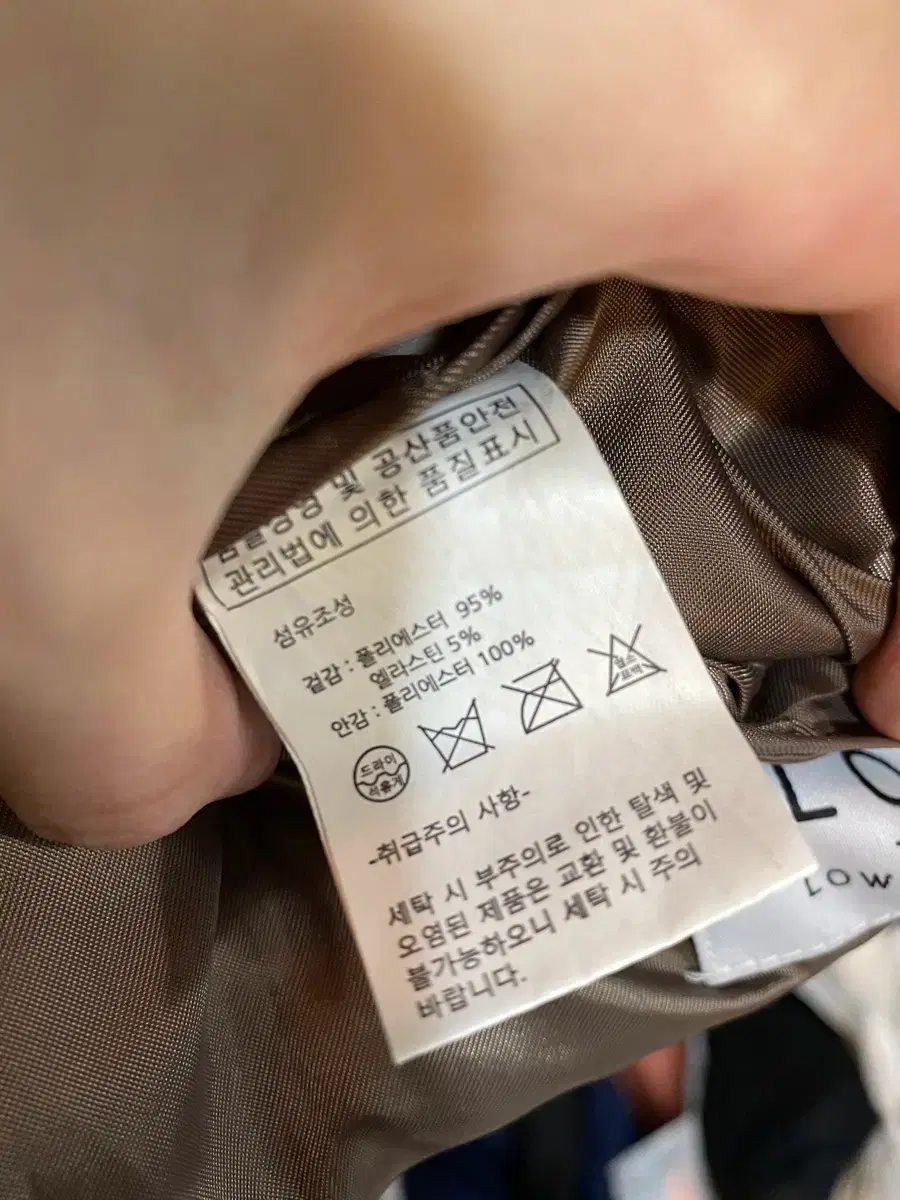 및 공산품안전
관리법에 의한 품질표시
섬유조성
겉감 : 폴리에스터 95%
엘라스틴 5%
안감 : 폴리에스터 100%
드라이
석유계
염소
표백
-취급주의 사항-
세탁 시 부주의로 인한 탈색 및
오염된 제품은 교환 및 환불이
불가능하오니 세탁 시 주의
바랍니다.
LO
LOW